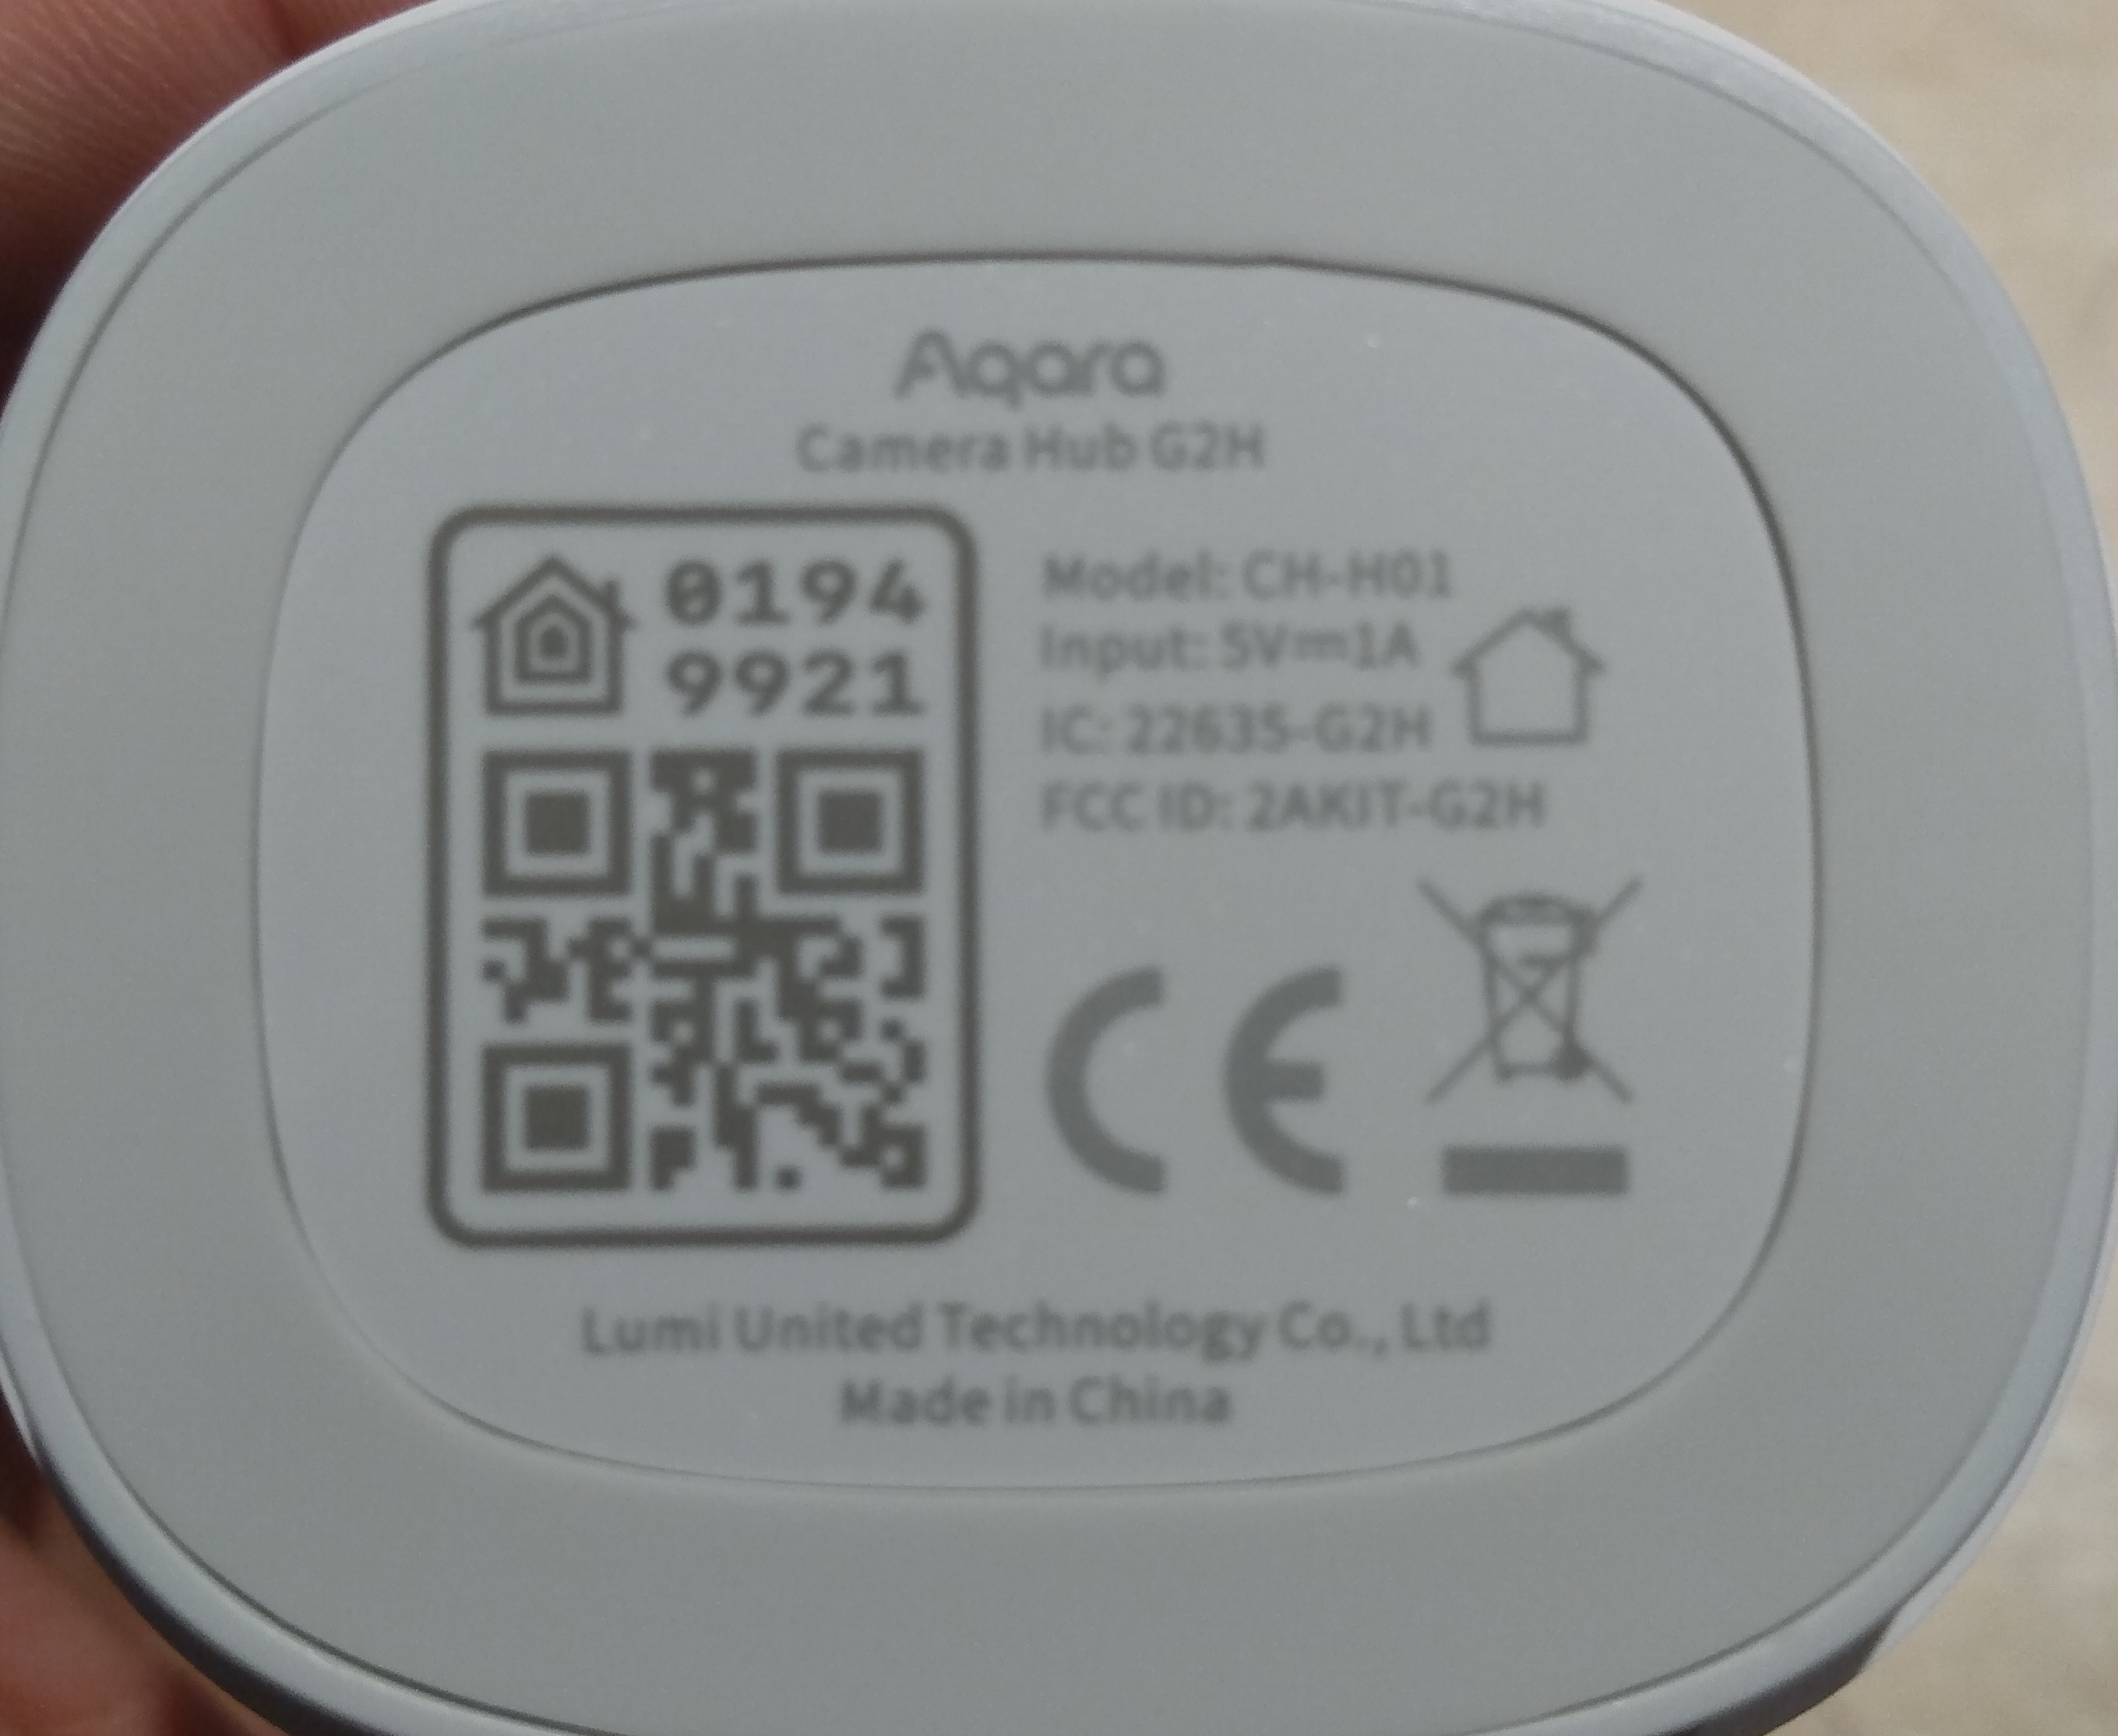 Aqara
Camera Hub G2H
0194
9921
Model: CH-H01
Input: 5V⎓1A
IC: 22635-G2H
FCC ID: 2AKIT-G2H
CE
Lumi United Technology Co., Ltd
Made in China